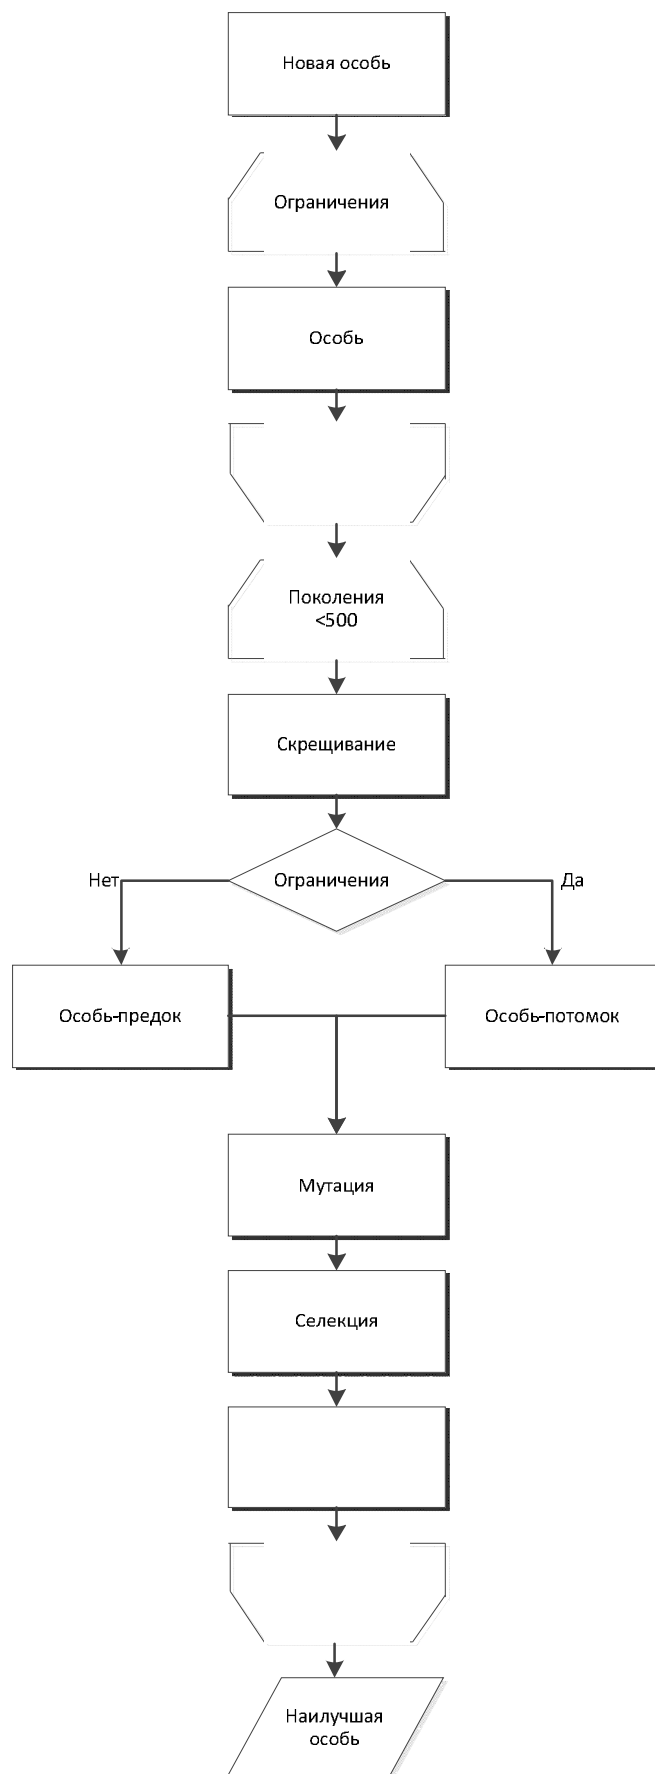 Новая особь
Ограничения
Особь
Поколения
<500
Скрещивание
Ограничения
Нет
Да
Особь-предок
Особь-потомок
Мутация
Селекция
Наилучшая
особь